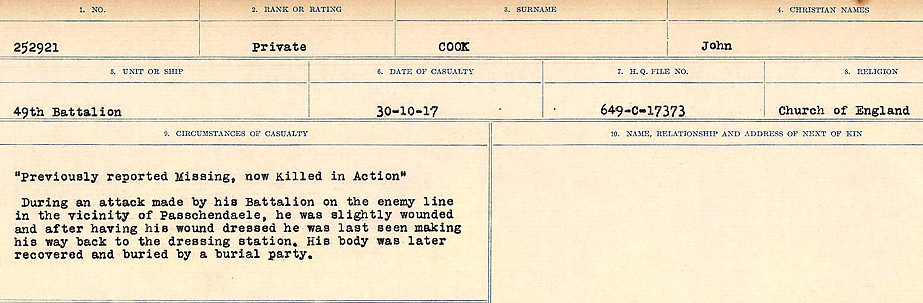 1. NO. 2. RANK OR RATING 3. SURNAME 4. CHRISTIAN NAMES
252921 Private COOK John
5. UNIT OR SHIP 6. DATE OF CASUALTY 7. H. Q. FILE NO. 8. RELIGION
49th Battalion 30-10-17 649-C-17373 Church of England
9. CIRCUMSTANCES OF CASUALTY 10. NAME, RELATIONSHIP AND ADDRESS OF NEXT OF KIN
"Previously reported Missing, now Killed in Action"
During an attack made by his Battalion on the enemy line
in the vicinity of Passchendaele, he was slightly wounded
and after having his wound dressed he was last seen making
his way back to the dressing station. His body was later
recovered and buried by a burial party.